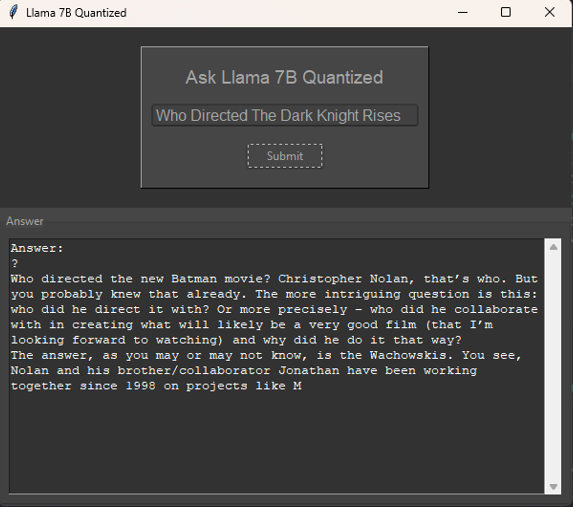 Llama 7B Quantized
Ask Llama 7B Quantized
Who Directed The Dark Knight Rises
Submit
Answer
Answer:
?
Who directed the new Batman movie? Christopher Nolan, that’s who. But
you probably knew that already. The more intriguing question is this:
who did he direct it with? Or more precisely – who did he collaborate
with in creating what will likely be a very good film (that I’m
looking forward to watching) and why did he do it that way?
The answer, as you may or may not know, is the Wachowskis. You see,
Nolan and his brother/collaborator Jonathan have been working
together since 1998 on projects like M